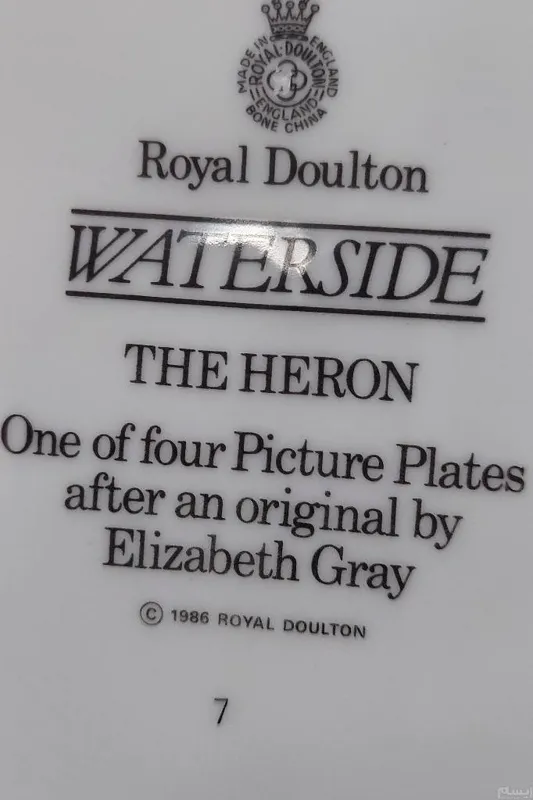 MADE IN ENGLAND
ROYAL DOULTON
ENGLAND
BONE CHINA
Royal Doulton
WATERSIDE
THE HERON
One of four Picture Plates
after an original by
Elizabeth Gray
© 1986 ROYAL DOULTON
7